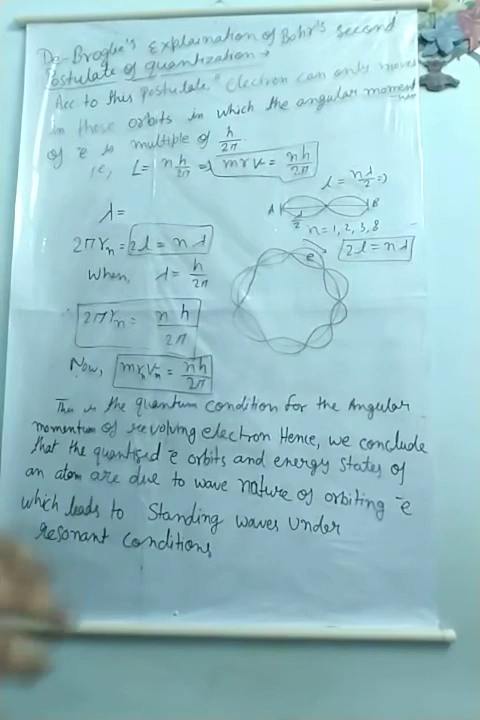 De-Broglie's Explaination of Bohr's second
Postulate of quantization →
Acc to this postulate "Electron can only moves
in those orbits in which the angular momentum
of e⁻ is multiple of h/2π.
i.e, L = n h/2π ⇒ mrv = nh/2π
l = nλ/2 ⇒
A B
λ/2
n = 1, 2, 3, 8
λ =
2πrₙ = 2l = nλ
e⁻
2l = nλ
When, λ = h/2π
2πrₙ = n h/2π
Now, mrₙvₙ = nh/2π
This is the quantum condition for the Angular
momentum of revolving electron Hence, we conclude
that the quantised e⁻ orbits and energy states of
an atom are due to wave nature of orbiting e⁻
which leads to Standing waves Under
resonant conditions